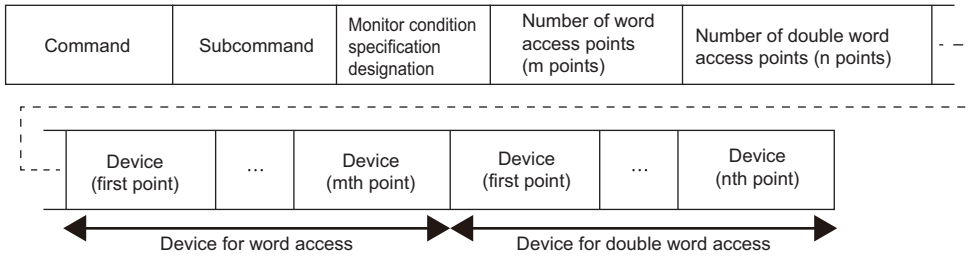 Command
Subcommand
Monitor condition
specification
designation
Number of word
access points
(m points)
Number of double word
access points (n points)
Device
(first point)
...
Device
(mth point)
Device
(first point)
...
Device
(nth point)
Device for word access
Device for double word access